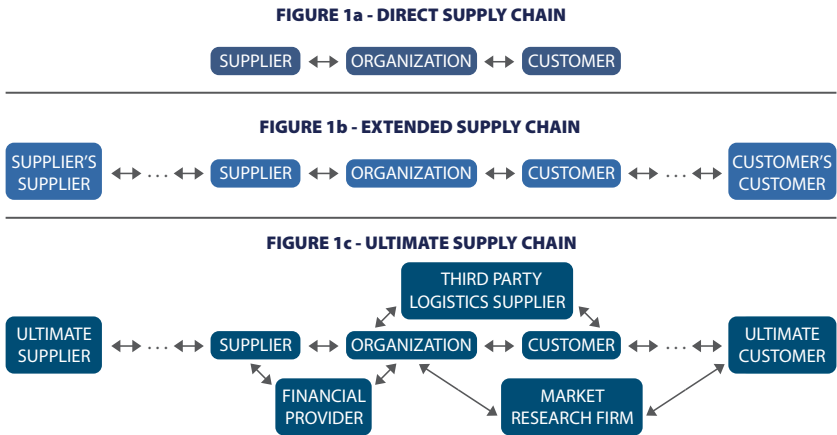 FIGURE 1a - DIRECT SUPPLY CHAIN
SUPPLIER
ORGANIZATION
CUSTOMER
FIGURE 1b - EXTENDED SUPPLY CHAIN
SUPPLIER'S
SUPPLIER
...
SUPPLIER
ORGANIZATION
CUSTOMER
...
CUSTOMER'S
CUSTOMER
FIGURE 1c - ULTIMATE SUPPLY CHAIN
THIRD PARTY
LOGISTICS SUPPLIER
ULTIMATE
SUPPLIER
...
SUPPLIER
ORGANIZATION
CUSTOMER
...
ULTIMATE
CUSTOMER
FINANCIAL
PROVIDER
MARKET
RESEARCH FIRM